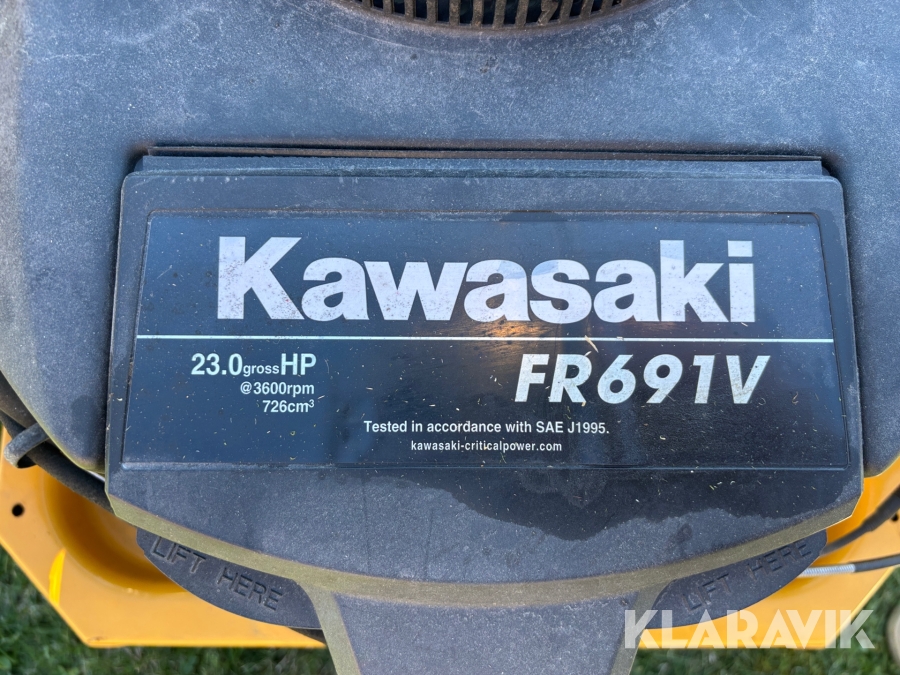 Kawasaki
23.0grossHP
@3600rpm
726cm³
FR691V
Tested in accordance with SAE J1995.
kawasaki-criticalpower.com
LIFT HERE
LIFT HERE
KLARAVIK